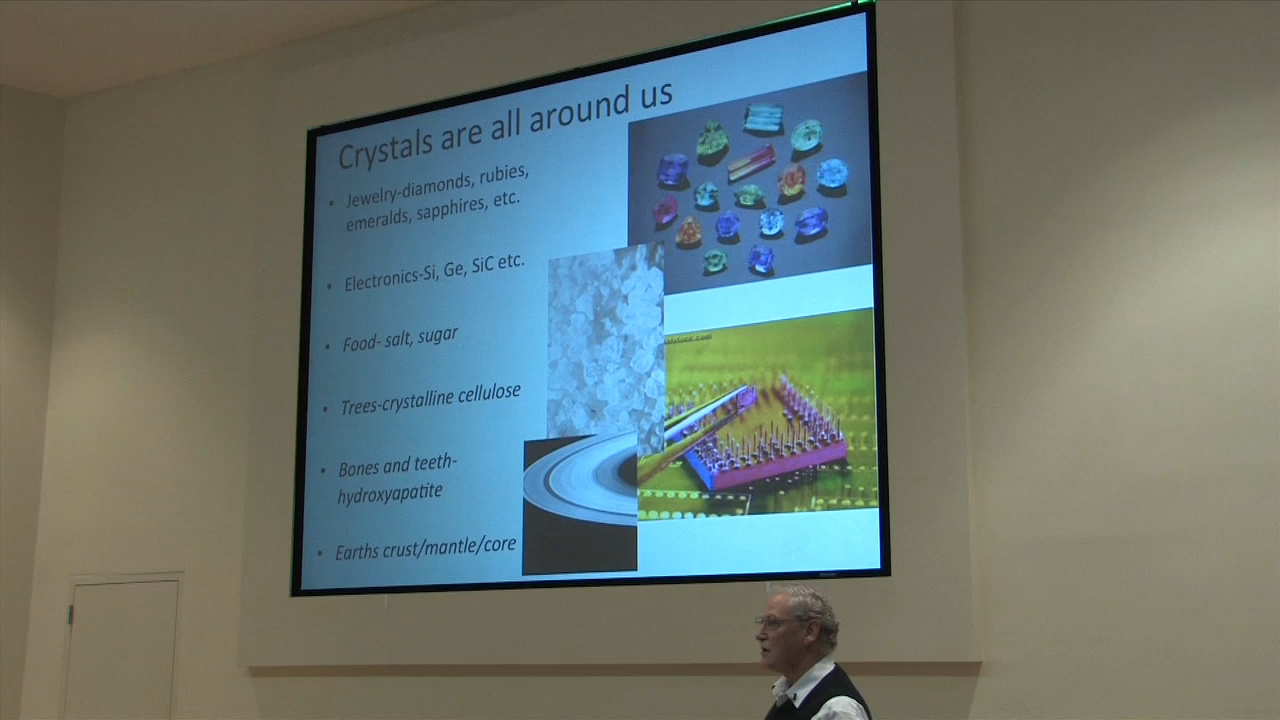 Crystals are all around us
• Jewelry-diamonds, rubies,
emeralds, sapphires, etc.
• Electronics-Si, Ge, SiC etc.
• Food- salt, sugar
• Trees-crystalline cellulose
• Bones and teeth-
hydroxyapatite
• Earths crust/mantle/core